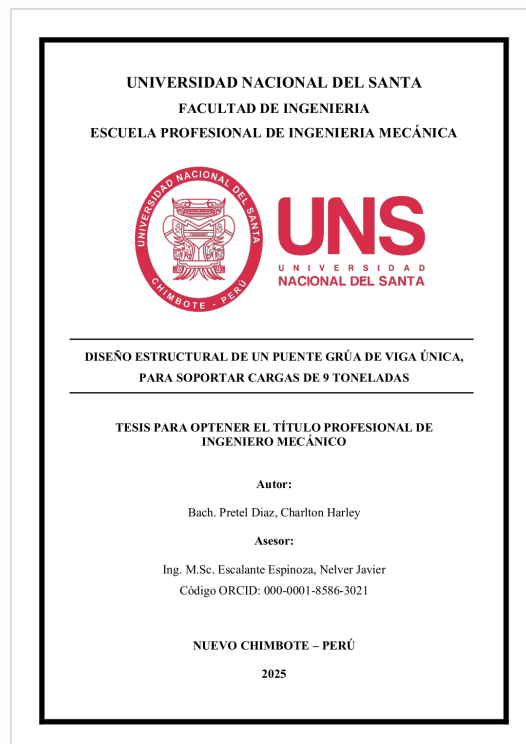 UNIVERSIDAD NACIONAL DEL SANTA
FACULTAD DE INGENIERIA
ESCUELA PROFESIONAL DE INGENIERIA MECÁNICA
UNIVERSIDAD NACIONAL DEL SANTA
CHIMBOTE - PERÚ
UNS
UNIVERSIDAD
NACIONAL DEL SANTA
DISEÑO ESTRUCTURAL DE UN PUENTE GRÚA DE VIGA ÚNICA,
PARA SOPORTAR CARGAS DE 9 TONELADAS
TESIS PARA OPTENER EL TÍTULO PROFESIONAL DE
INGENIERO MECÁNICO
Autor:
Bach. Pretel Diaz, Charlton Harley
Asesor:
Ing. M.Sc. Escalante Espinoza, Nelver Javier
Código ORCID: 000-0001-8586-3021
NUEVO CHIMBOTE – PERÚ
2025